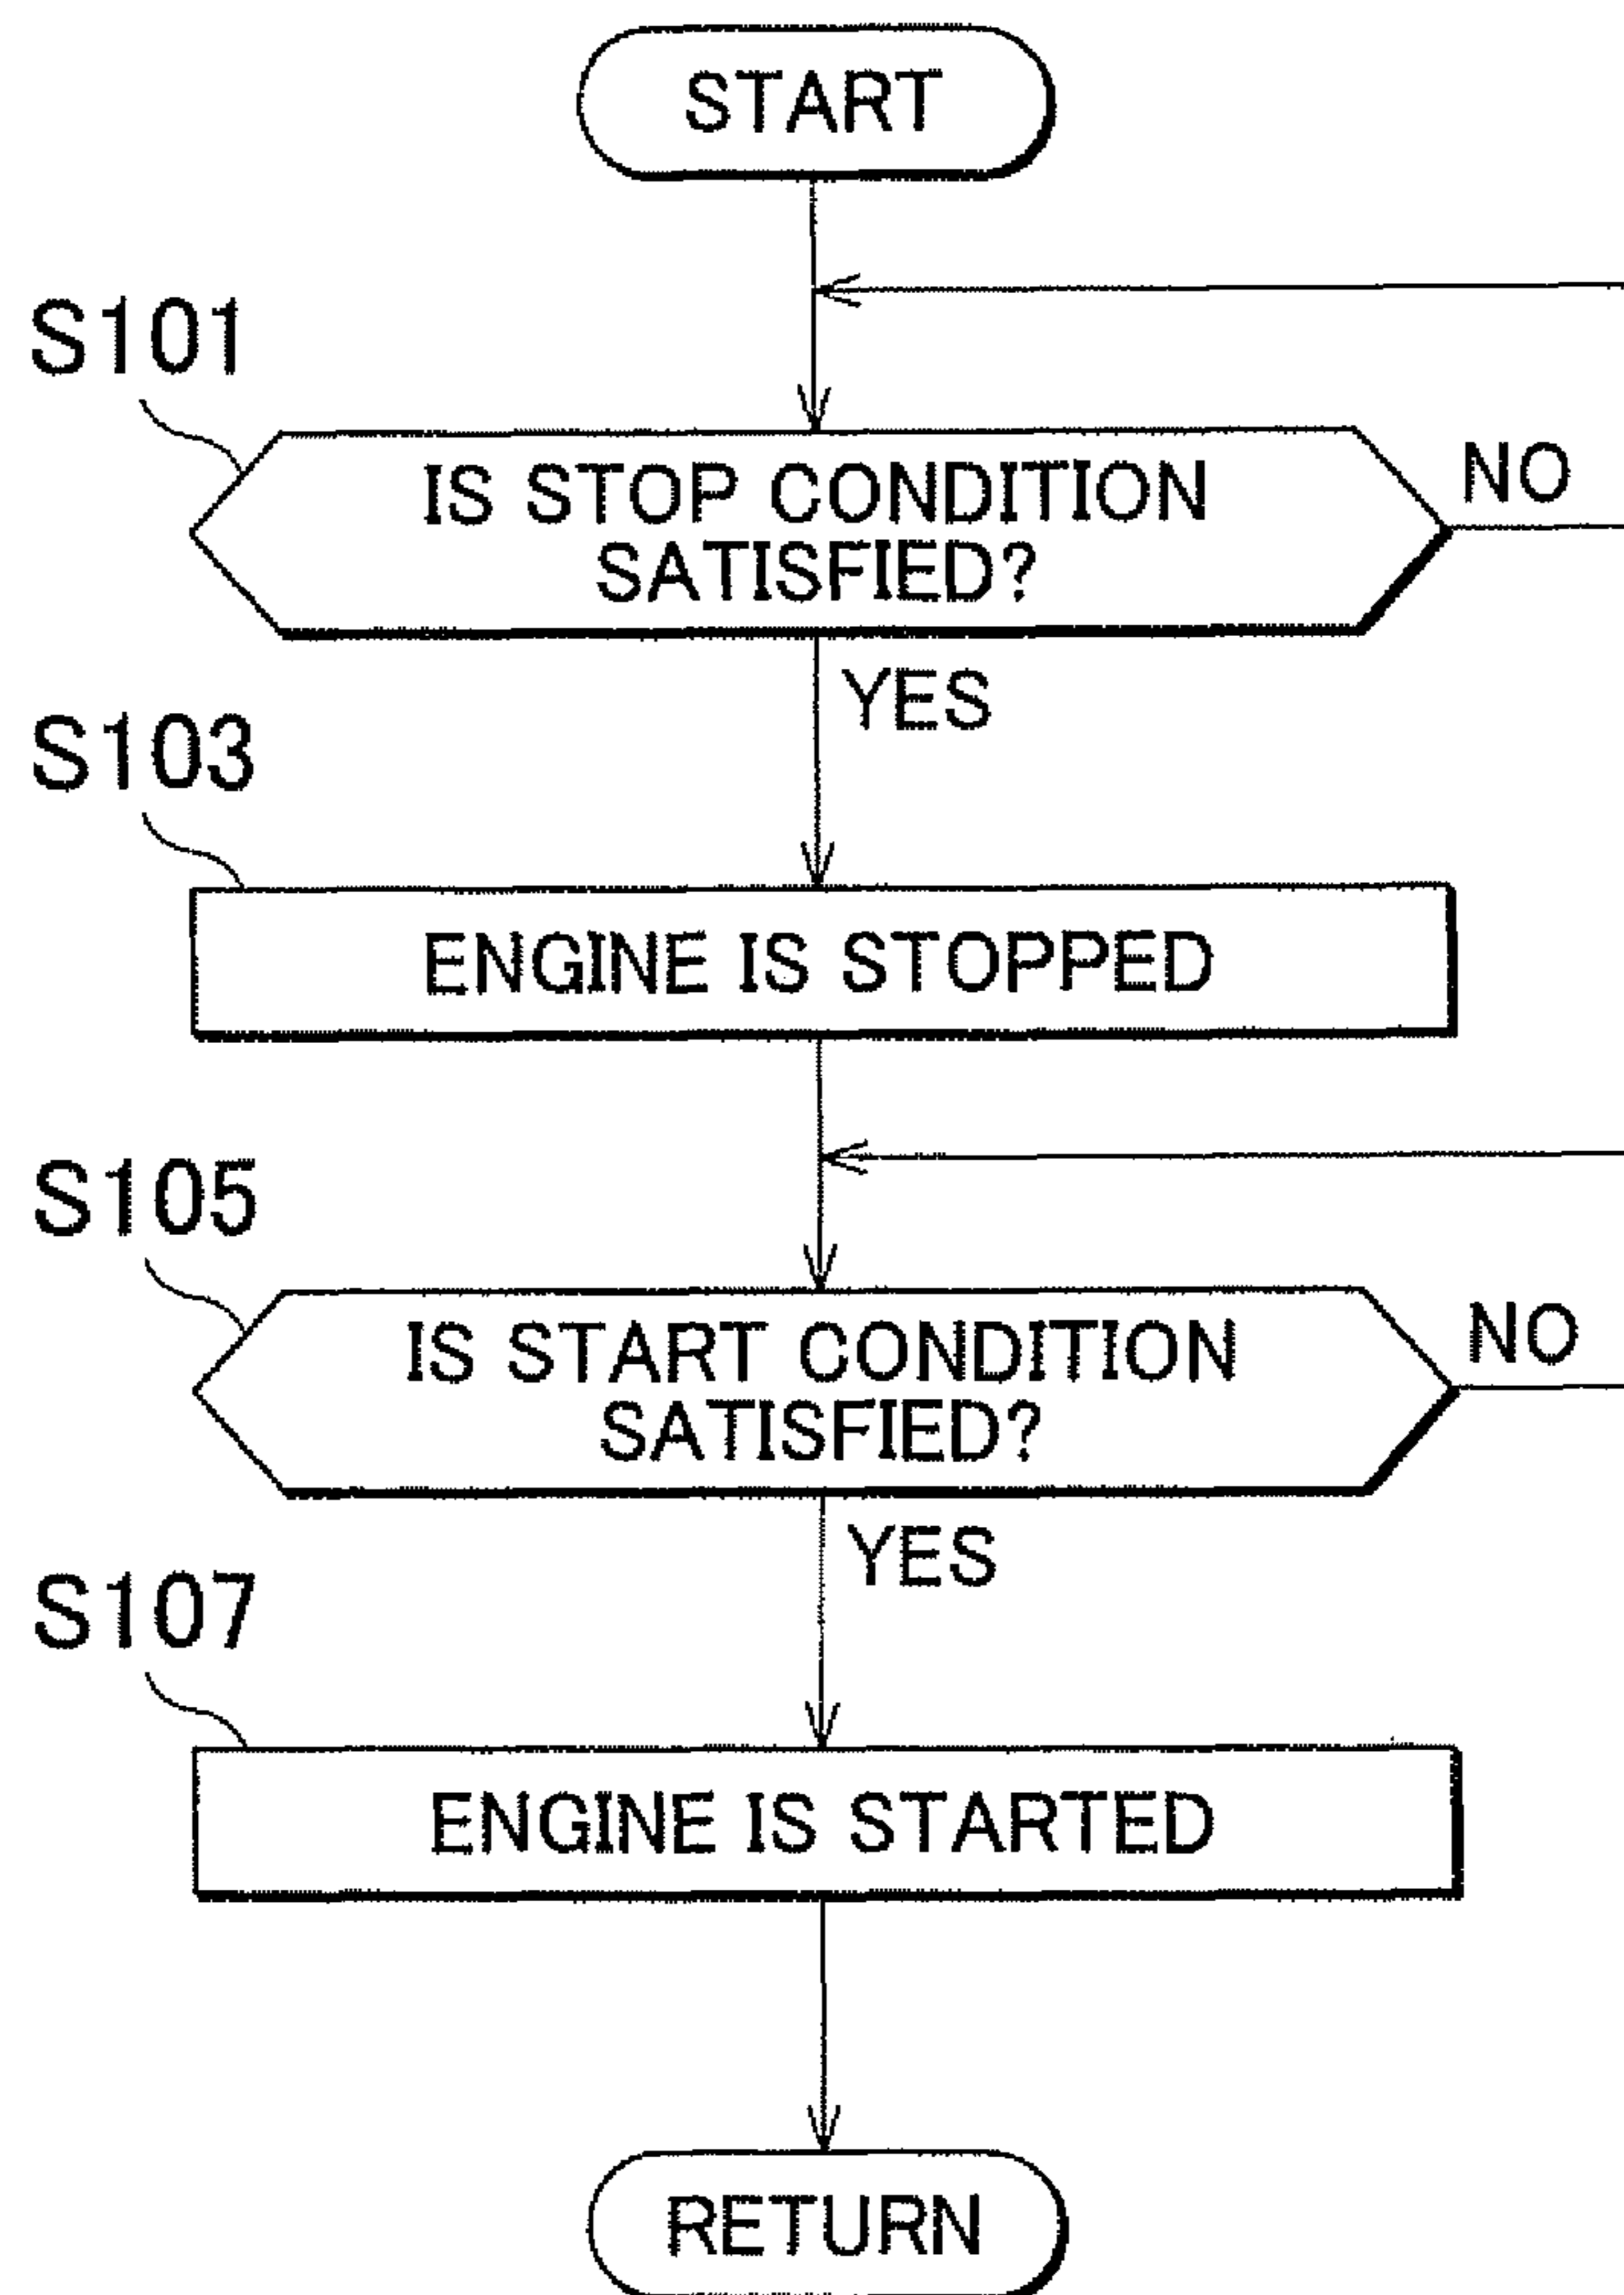 START
S101
IS STOP CONDITION
SATISFIED?
NO
YES
S103
ENGINE IS STOPPED
S105
IS START CONDITION
SATISFIED?
NO
YES
S107
ENGINE IS STARTED
RETURN